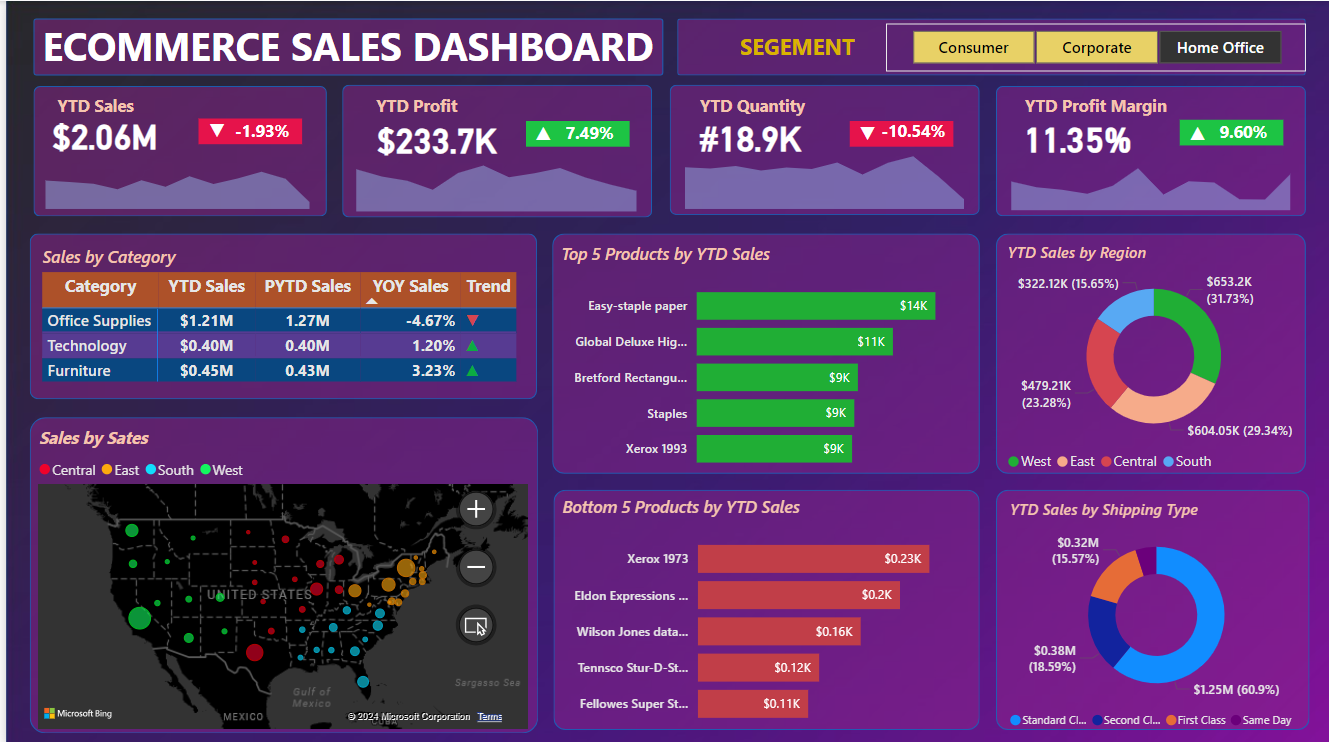 ECOMMERCE SALES DASHBOARD
SEGEMENT
Consumer
Corporate
Home Office
YTD Sales
$2.06M
▼ -1.93%
YTD Profit
$233.7K
▲ 7.49%
YTD Quantity
#18.9K
▼ -10.54%
YTD Profit Margin
11.35%
▲ 9.60%
Sales by Category
Category YTD Sales PYTD Sales YOY Sales Trend
Office Supplies $1.21M 1.27M -4.67% ▼
Technology $0.40M 0.40M 1.20% ▲
Furniture $0.45M 0.43M 3.23% ▲
Top 5 Products by YTD Sales
Easy-staple paper $14K
Global Deluxe Hig... $11K
Bretford Rectangu... $9K
Staples $9K
Xerox 1993 $9K
YTD Sales by Region
$322.12K (15.65%)
$653.2K
(31.73%)
$479.21K
(23.28%)
$604.05K (29.34%)
West East Central South
Sales by Sates
Central East South West
UNITED STATES
Gulf of
Mexico
Sargasso Sea
MEXICO
CUBA
Microsoft Bing
© 2024 Microsoft Corporation Terms
Bottom 5 Products by YTD Sales
Xerox 1973 $0.23K
Eldon Expressions ... $0.2K
Wilson Jones data... $0.16K
Tennsco Stur-D-St... $0.12K
Fellowes Super St... $0.11K
YTD Sales by Shipping Type
$0.32M
(15.57%)
$0.38M
(18.59%)
$1.25M (60.9%)
Standard Cl... Second Cl... First Class Same Day